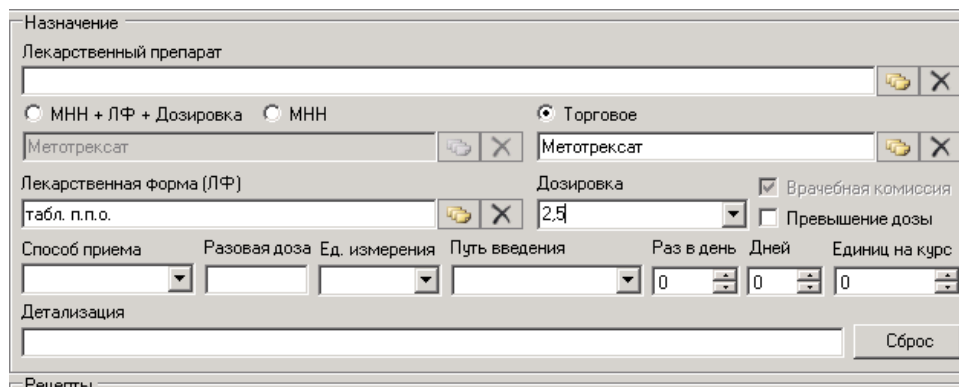 Назначение
Лекарственный препарат
МНН + ЛФ + Дозировка МНН Торговое
Метотрексат Метотрексат
Лекарственная форма (ЛФ) Дозировка Врачебная комиссия
табл. п.п.о. 2,5 Превышение дозы
Способ приема Разовая доза Ед. измерения Путь введения Раз в день Дней Единиц на курс
0 0 0
Детализация
Сброс
Рецепты